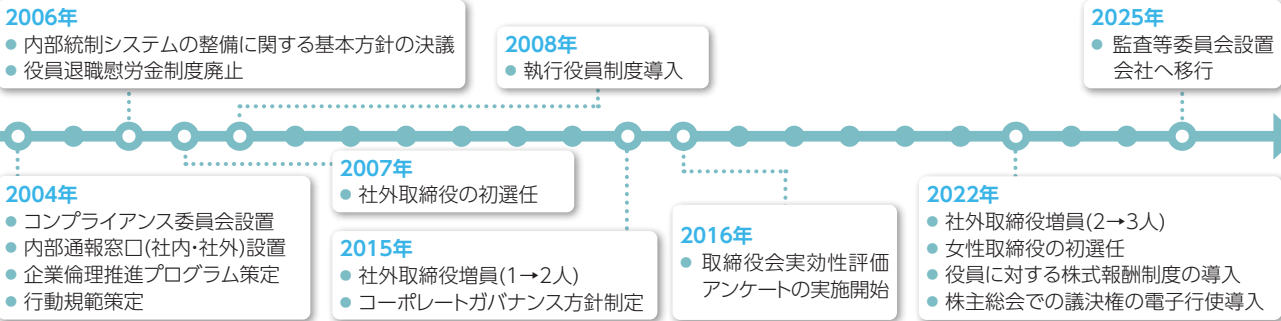 2006年
● 内部統制システムの整備に関する基本方針の決議
● 役員退職慰労金制度廃止
2008年
● 執行役員制度導入
2025年
● 監査等委員会設置
会社へ移行
2004年
● コンプライアンス委員会設置
● 内部通報窓口(社内・社外)設置
● 企業倫理推進プログラム策定
● 行動規範策定
2007年
● 社外取締役の初選任
2015年
● 社外取締役増員(1→2人)
● コーポレートガバナンス方針制定
2016年
● 取締役会実効性評価
アンケートの実施開始
2022年
● 社外取締役増員(2→3人)
● 女性取締役の初選任
● 役員に対する株式報酬制度の導入
● 株主総会での議決権の電子行使導入